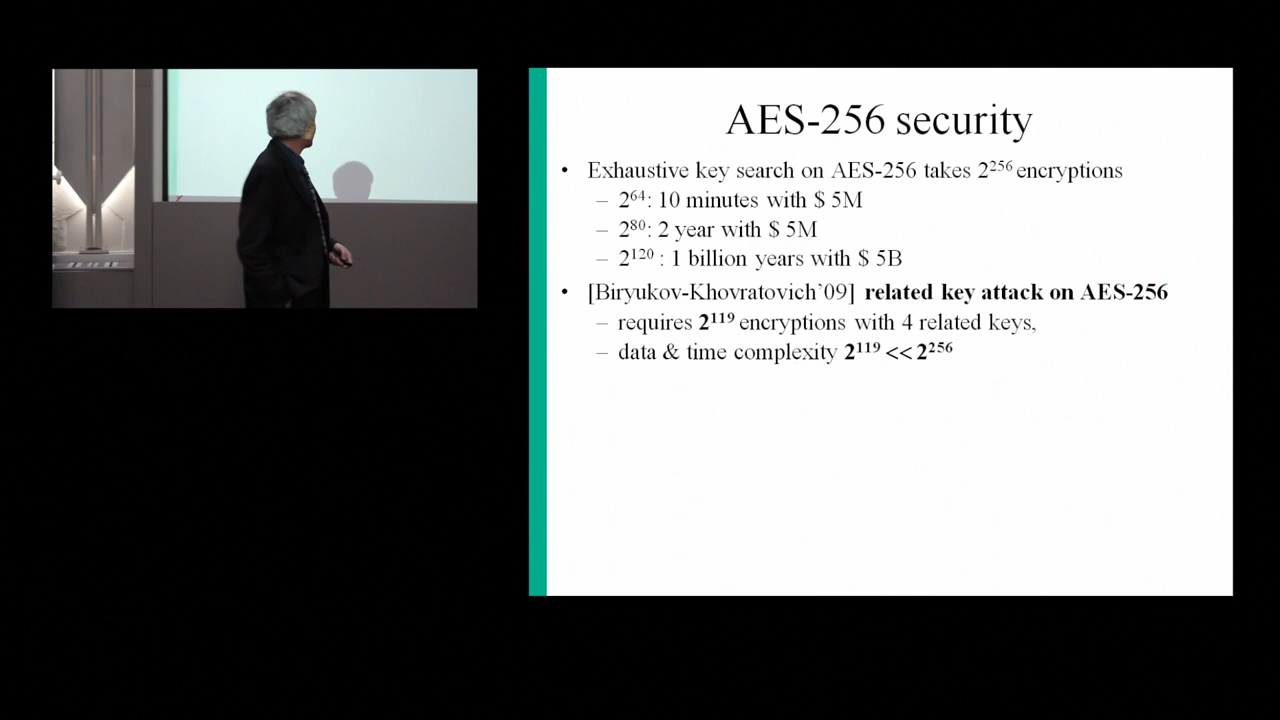 AES-256 security
• Exhaustive key search on AES-256 takes 2²⁵⁶ encryptions
– 2⁶⁴: 10 minutes with $ 5M
– 2⁸⁰: 2 year with $ 5M
– 2¹²⁰ : 1 billion years with $ 5B
• [Biryukov-Khovratovich’09] related key attack on AES-256
– requires 2¹¹⁹ encryptions with 4 related keys,
– data & time complexity 2¹¹⁹ << 2²⁵⁶